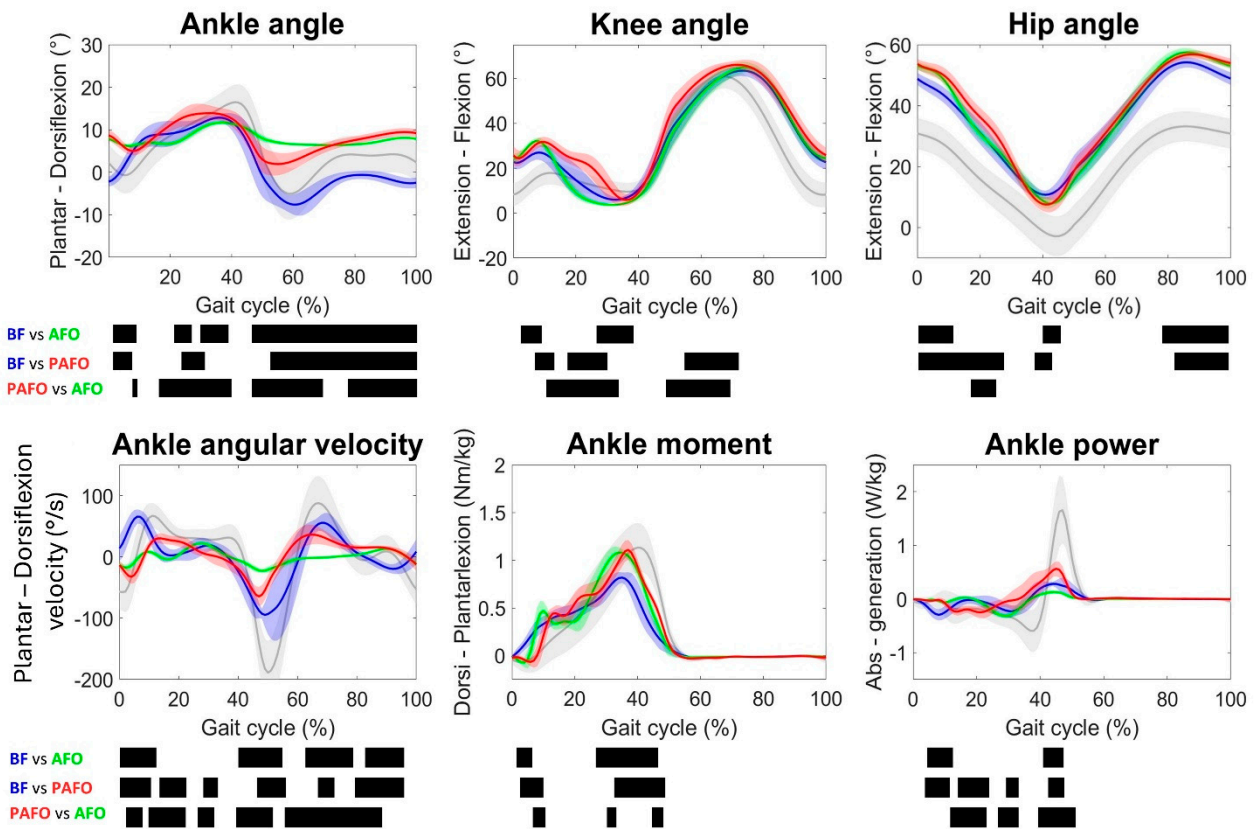 Ankle angle
Knee angle
Hip angle
Plantar - Dorsiflexion (°)
30
20
10
0
-10
-20
20
40
60
80
100
Gait cycle (%)
Extension - Flexion (°)
60
40
20
0
-20
0
20
40
60
80
100
Gait cycle (%)
Extension - Flexion (°)
60
40
20
0
0
20
40
60
80
100
Gait cycle (%)
BF vs AFO
BF vs PAFO
PAFO vs AFO
Ankle angular velocity
Ankle moment
Ankle power
Plantar – Dorsiflexion
velocity (°/s)
100
0
-100
-200
0
20
40
60
80
100
Gait cycle (%)
Dorsi - Plantarlexion (Nm/kg)
2
1.5
1
0.5
0
0
20
40
60
80
100
Gait cycle (%)
Abs - generation (W/kg)
2
1
0
-1
0
20
40
60
80
100
Gait cycle (%)
BF vs AFO
BF vs PAFO
PAFO vs AFO